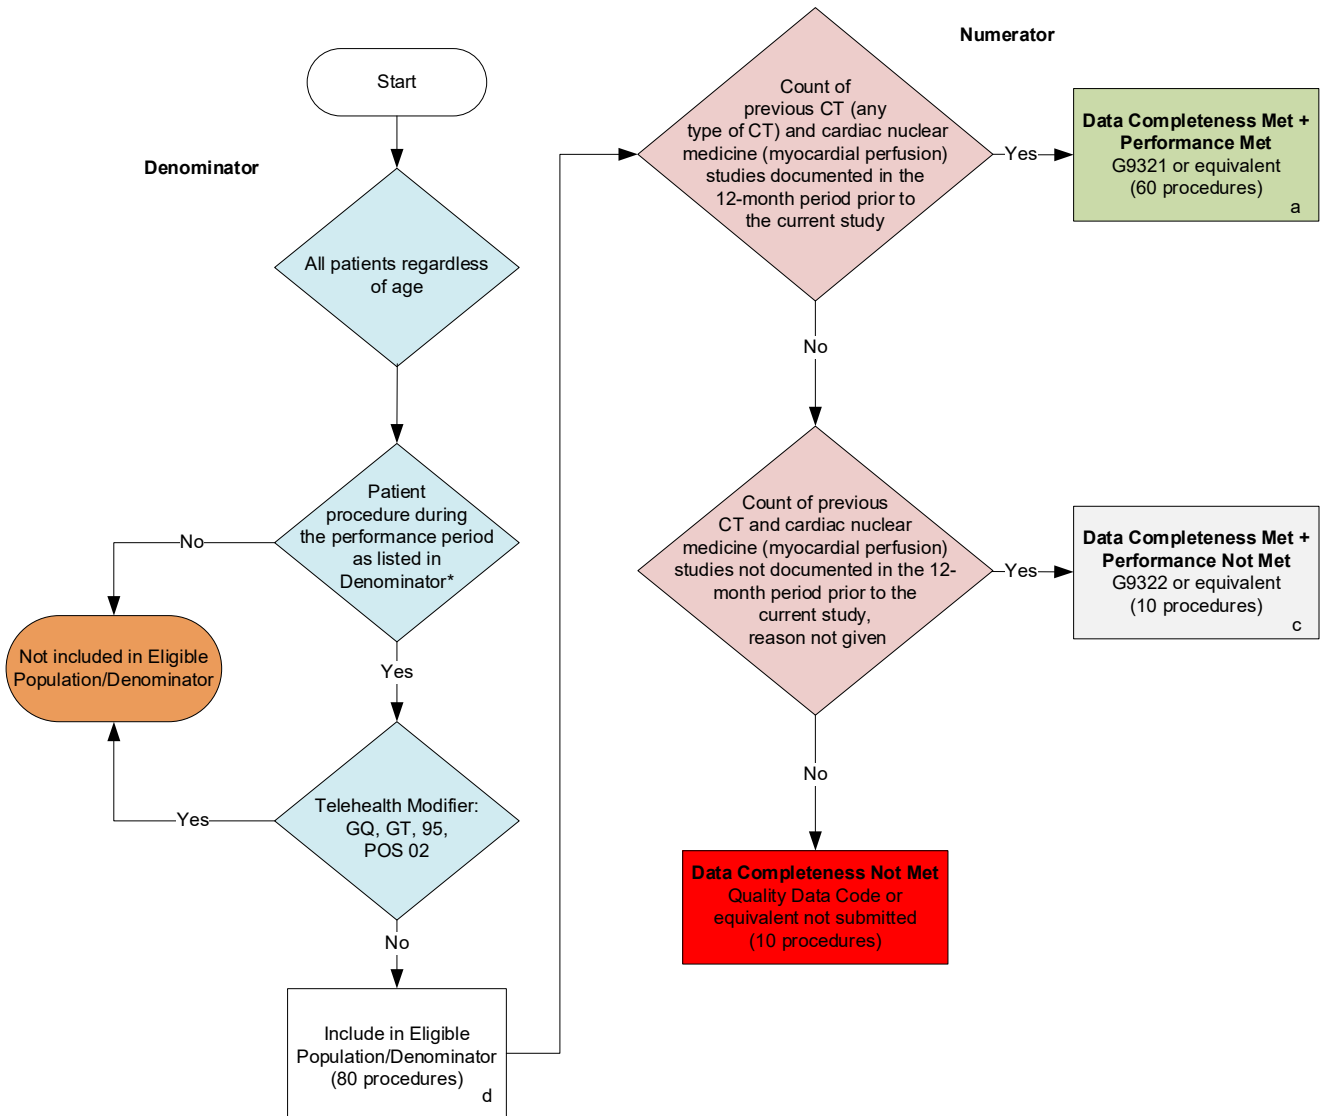 Start
Denominator
All patients regardless
of age
Patient
procedure during
the performance period
as listed in
Denominator*
No
Not included in Eligible
Population/Denominator
Yes
Telehealth Modifier:
GQ, GT, 95,
POS 02
Yes
No
Include in Eligible
Population/Denominator
(80 procedures)
d
Numerator
Count of
previous CT (any
type of CT) and cardiac nuclear
medicine (myocardial perfusion)
studies documented in the
12-month period prior to
the current study
Yes
Data Completeness Met +
Performance Met
G9321 or equivalent
(60 procedures)
a
No
Count of previous
CT and cardiac nuclear
medicine (myocardial perfusion)
studies not documented in the 12-
month period prior to the
current study,
reason not given
Yes
Data Completeness Met +
Performance Not Met
G9322 or equivalent
(10 procedures)
c
No
Data Completeness Not Met
Quality Data Code or
equivalent not submitted
(10 procedures)